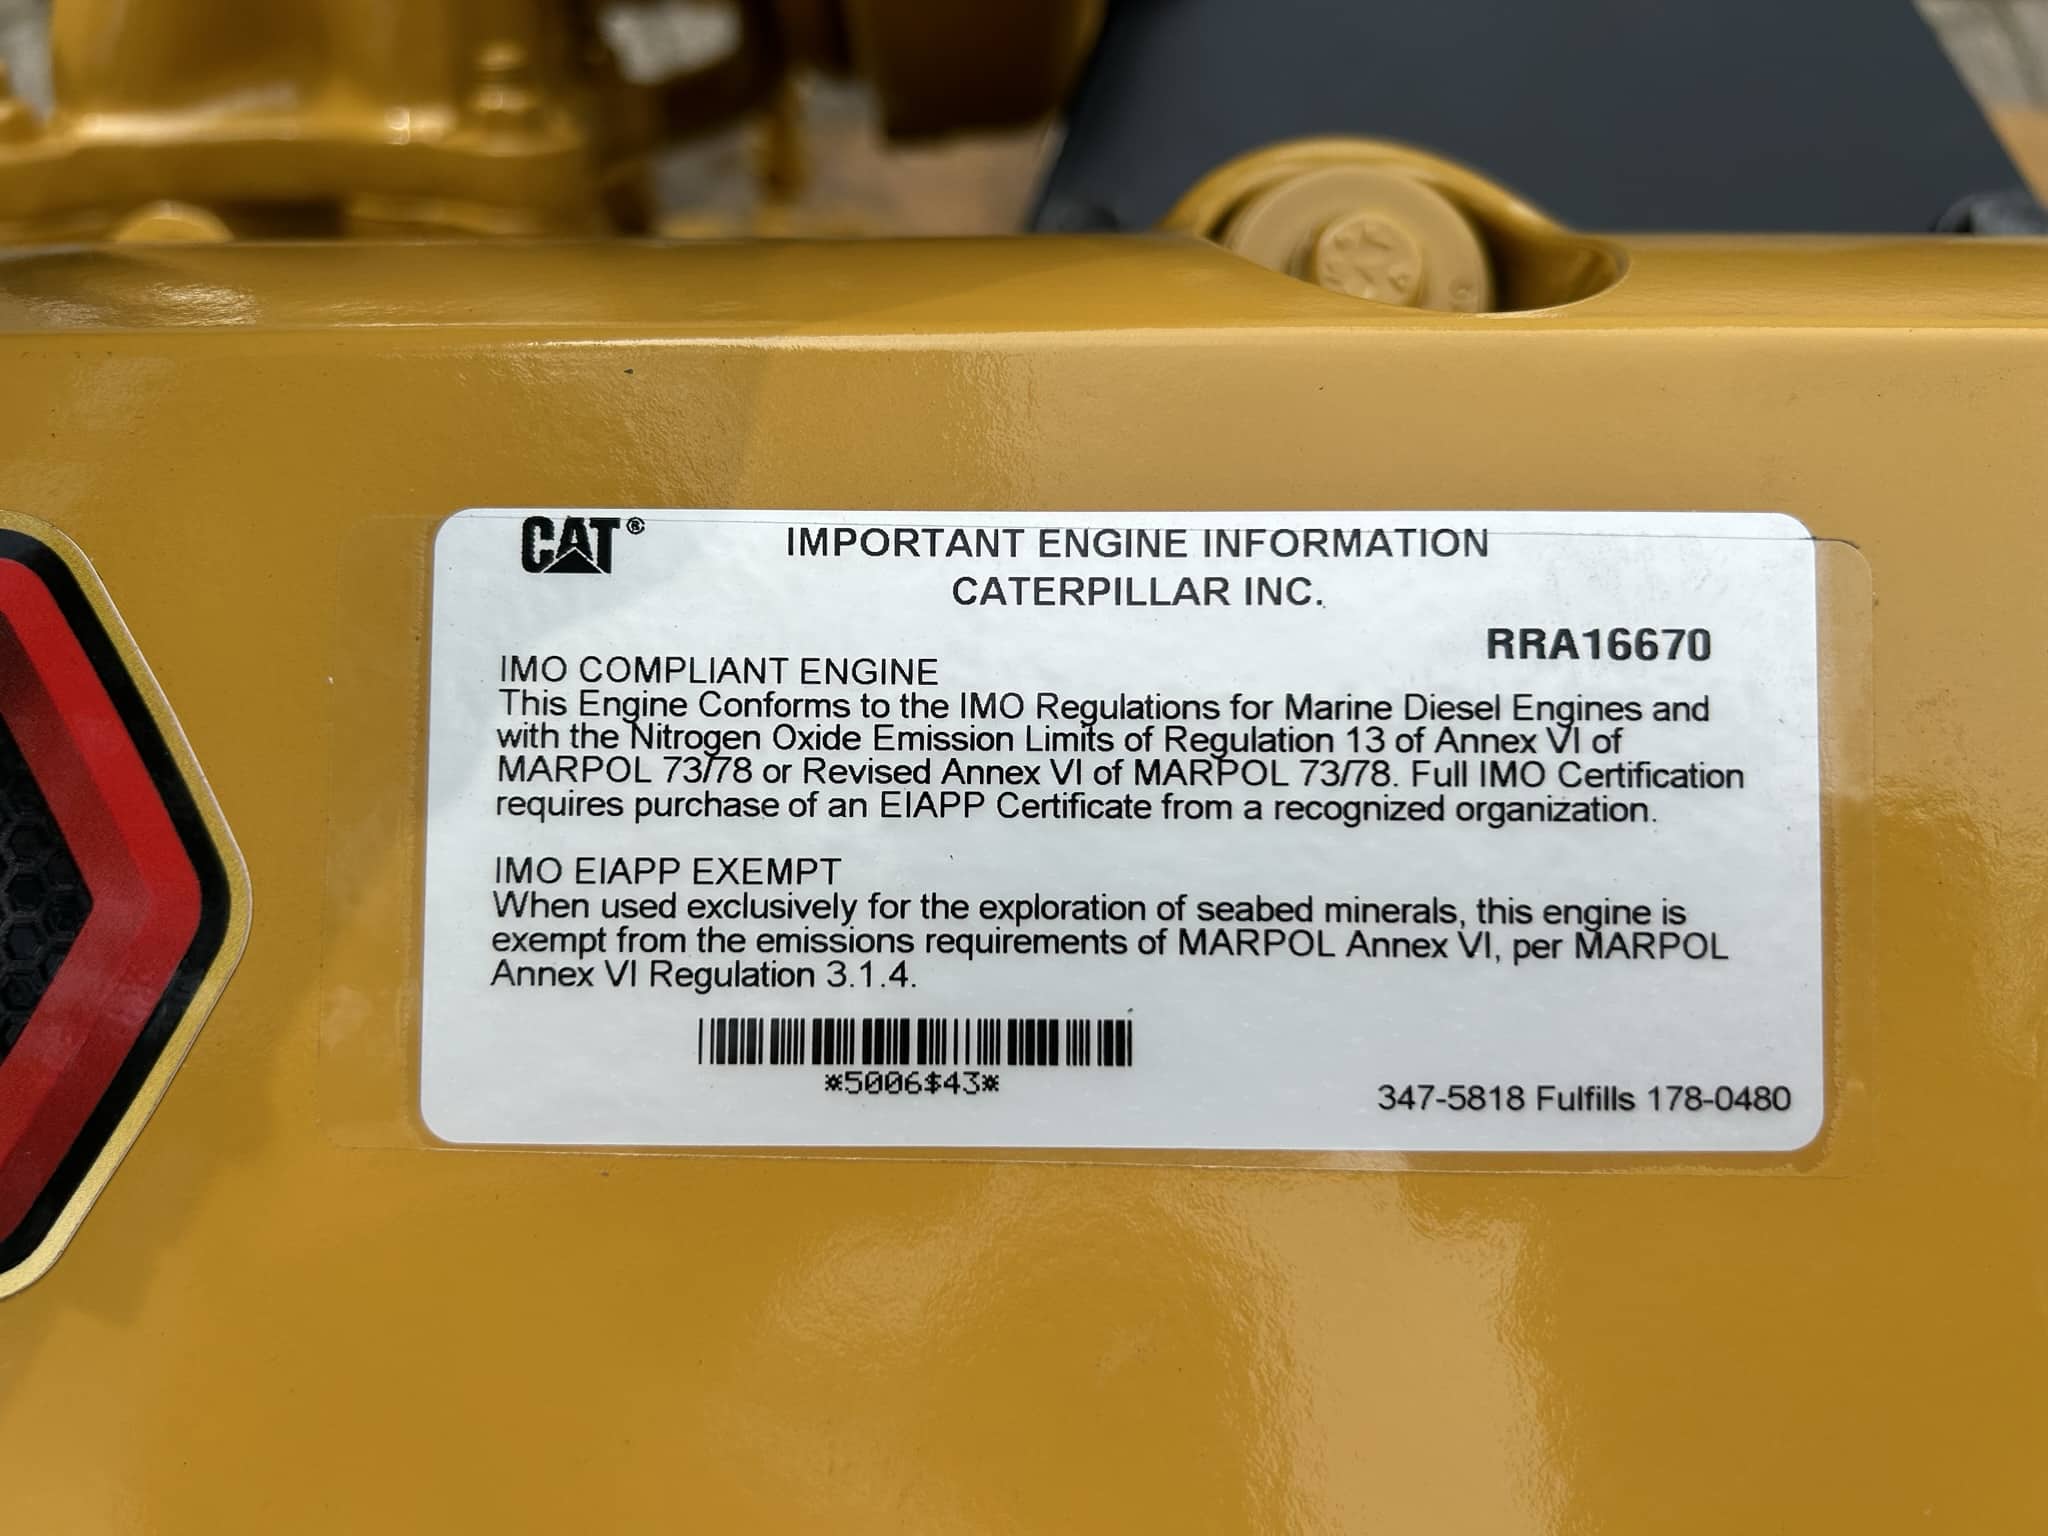 CAT®
IMPORTANT ENGINE INFORMATION
CATERPILLAR INC.
RRA16670
IMO COMPLIANT ENGINE
This Engine Conforms to the IMO Regulations for Marine Diesel Engines and
with the Nitrogen Oxide Emission Limits of Regulation 13 of Annex VI of
MARPOL 73/78 or Revised Annex VI of MARPOL 73/78. Full IMO Certification
requires purchase of an EIAPP Certificate from a recognized organization.
IMO EIAPP EXEMPT
When used exclusively for the exploration of seabed minerals, this engine is
exempt from the emissions requirements of MARPOL Annex VI, per MARPOL
Annex VI Regulation 3.1.4.
*5006$43*
347-5818 Fulfills 178-0480